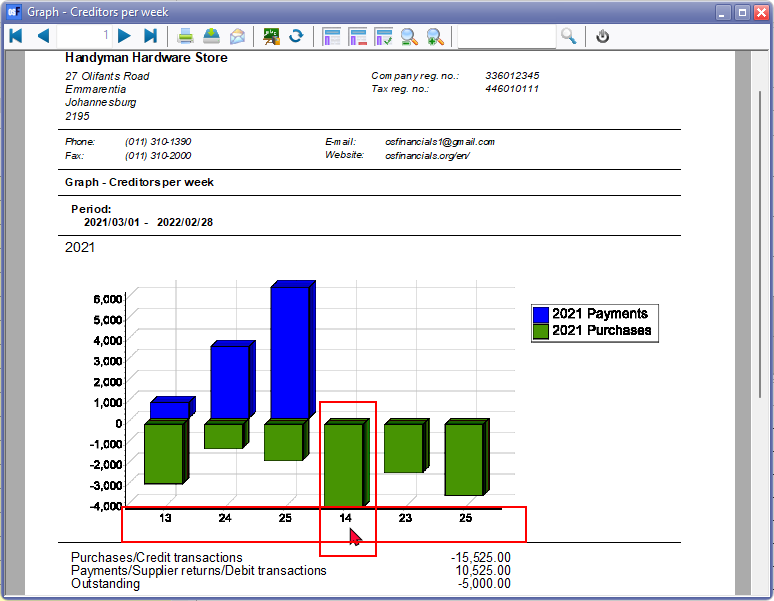 Graph - Creditors per week
1
Handyman Hardware Store
27 Olifants Road
Emmarentia
Johannesburg
2195
Company reg. no.: 336012345
Tax reg. no.: 446010111
Phone: (011) 310-1390
Fax: (011) 310-2000
E-mail: osfinancials1@gmail.com
Website: osfinancials.org/en/
Graph - Creditors per week
Period:
2021/03/01 - 2022/02/28
2021
6,000
5,000
4,000
3,000
2,000
1,000
0
-1,000
-2,000
-3,000
-4,000
13 24 25 14 23 25
2021 Payments
2021 Purchases
Purchases/Credit transactions -15,525.00
Payments/Supplier returns/Debit transactions 10,525.00
Outstanding -5,000.00